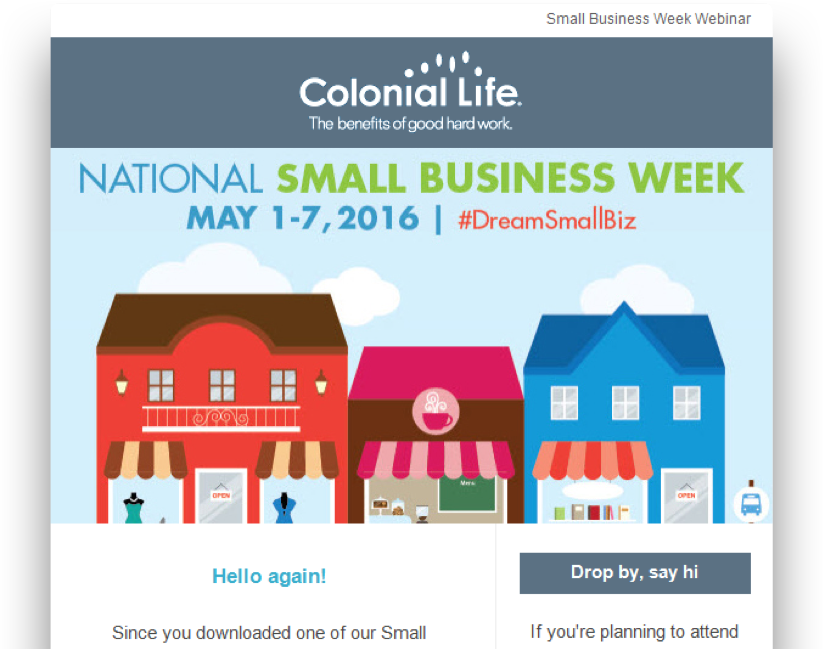 Small Business Week Webinar
Colonial Life.
The benefits of good hard work.
NATIONAL SMALL BUSINESS WEEK
MAY 1-7, 2016 | #DreamSmallBiz
OPEN
Menu
OPEN
Hello again!
Since you downloaded one of our Small
Drop by, say hi
If you're planning to attend